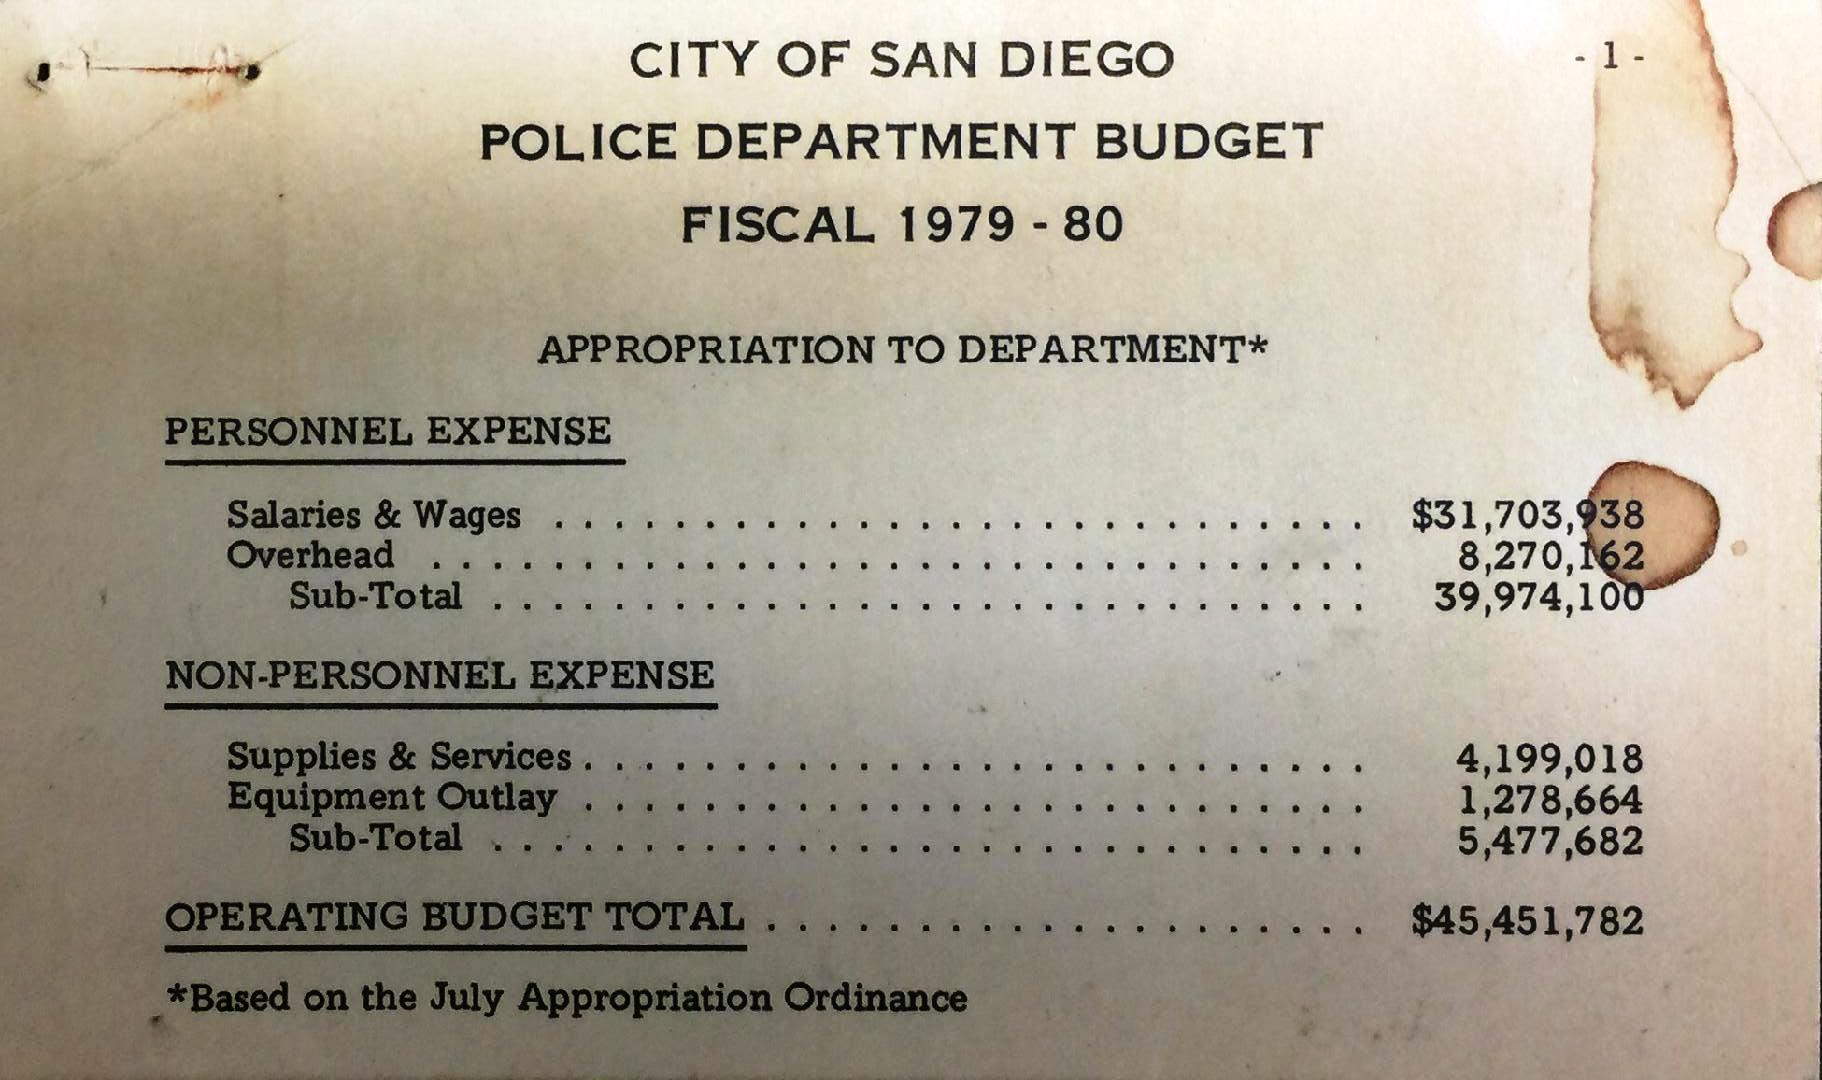 CITY OF SAN DIEGO - 1 -
POLICE DEPARTMENT BUDGET
FISCAL 1979 - 80
APPROPRIATION TO DEPARTMENT*
PERSONNEL EXPENSE
Salaries & Wages . . . . . . . . . . . . . . . . . . . . . . . . . . . $31,703,938
Overhead . . . . . . . . . . . . . . . . . . . . . . . . . . . . . . . 8,270,162
Sub-Total . . . . . . . . . . . . . . . . . . . . . . . . . . . . . 39,974,100
NON-PERSONNEL EXPENSE
Supplies & Services . . . . . . . . . . . . . . . . . . . . . . . . . . 4,199,018
Equipment Outlay . . . . . . . . . . . . . . . . . . . . . . . . . . 1,278,664
Sub-Total . . . . . . . . . . . . . . . . . . . . . . . . . . . . . 5,477,682
OPERATING BUDGET TOTAL . . . . . . . . . . . . . . . . . . . . $45,451,782
*Based on the July Appropriation Ordinance